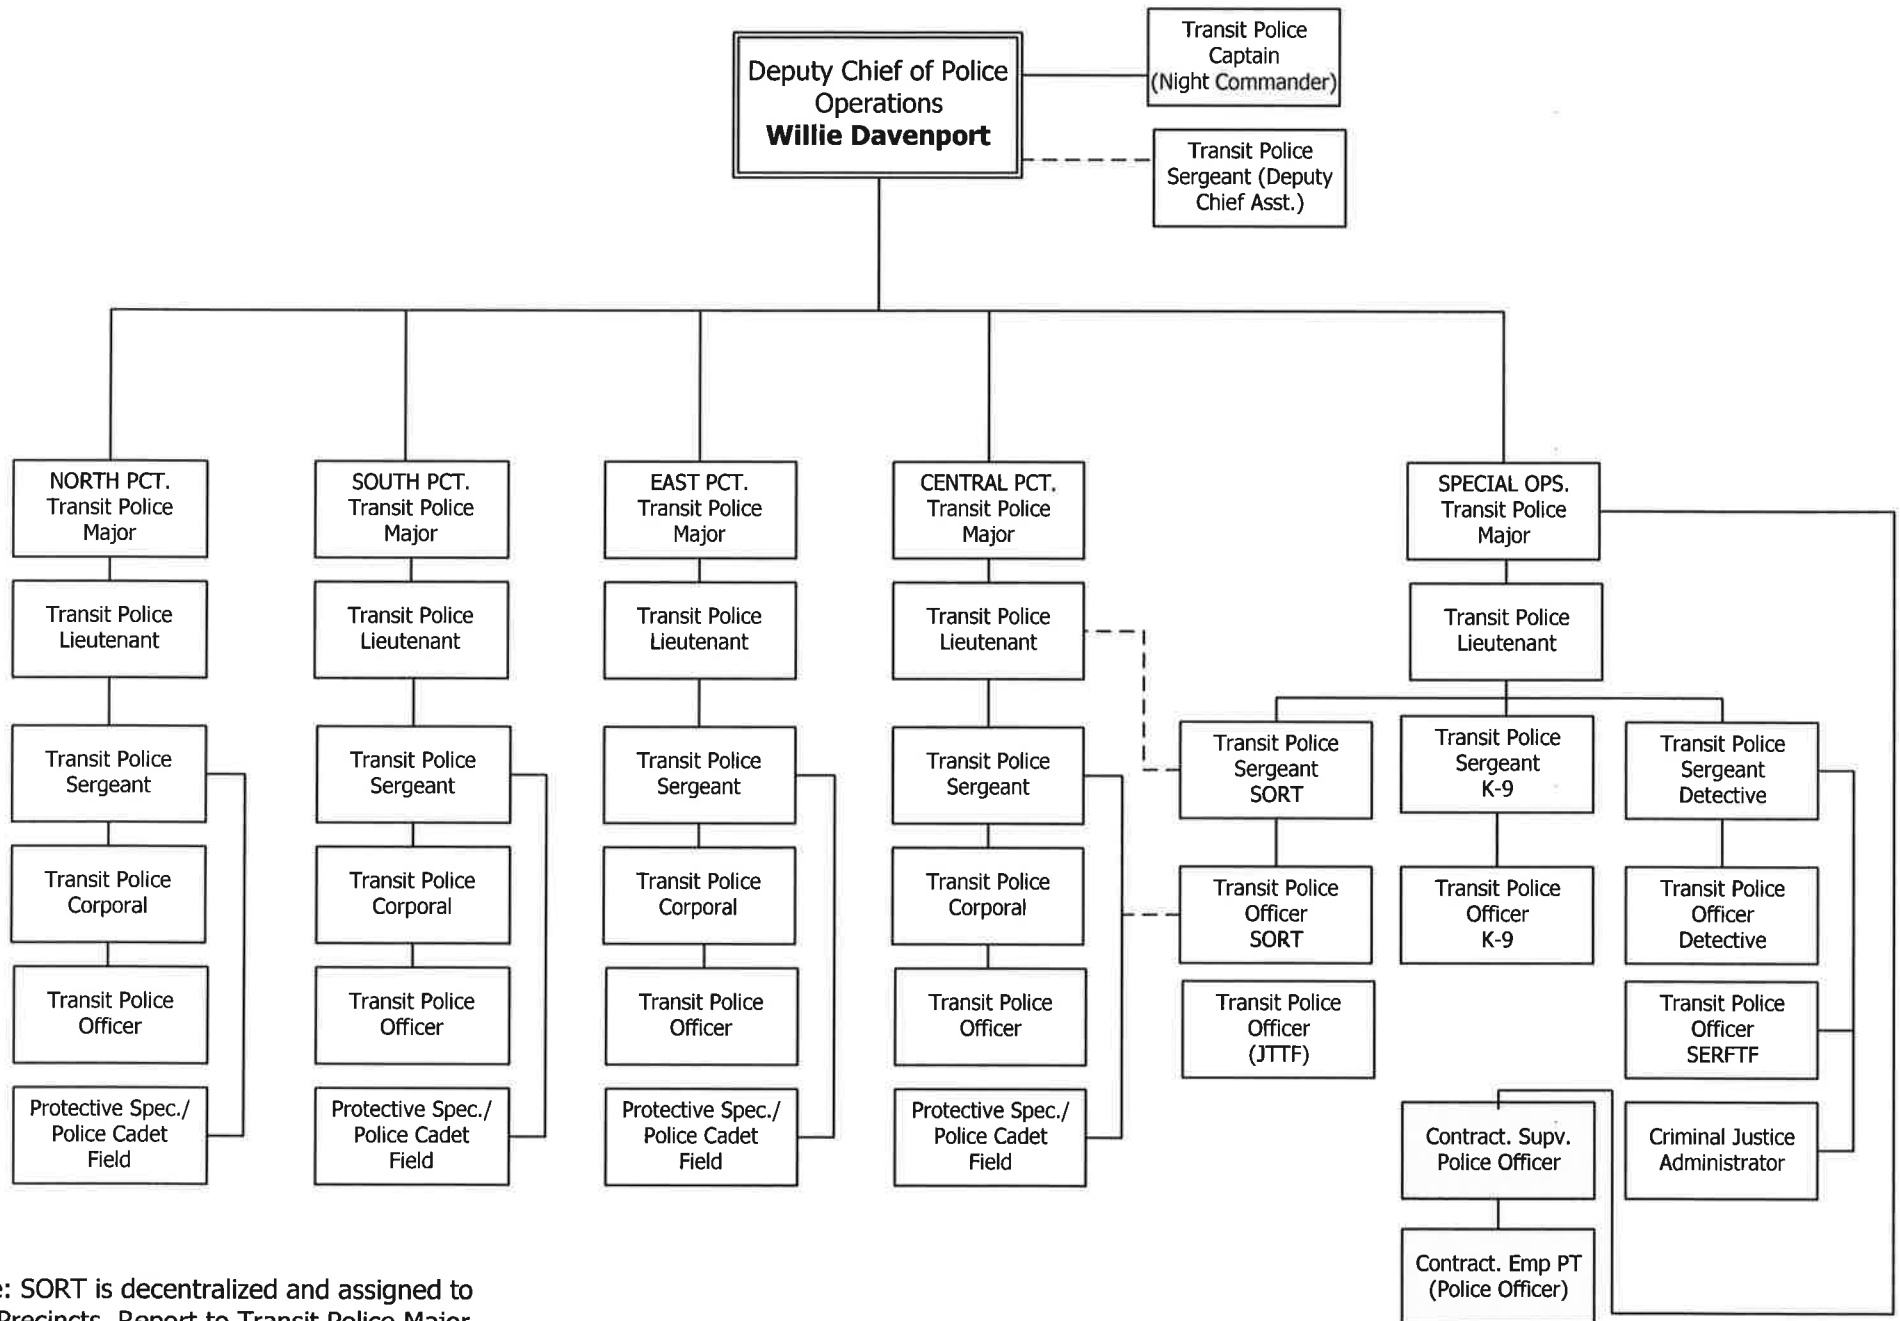 Deputy Chief of Police
Operations
Willie Davenport
Transit Police
Captain
(Night Commander)
Transit Police
Sergeant (Deputy
Chief Asst.)
NORTH PCT.
Transit Police
Major
SOUTH PCT.
Transit Police
Major
EAST PCT.
Transit Police
Major
CENTRAL PCT.
Transit Police
Major
SPECIAL OPS.
Transit Police
Major
Transit Police
Lieutenant
Transit Police
Lieutenant
Transit Police
Lieutenant
Transit Police
Lieutenant
Transit Police
Lieutenant
Transit Police
Sergeant
Transit Police
Sergeant
Transit Police
Sergeant
Transit Police
Sergeant
Transit Police
Sergeant
SORT
Transit Police
Sergeant
K-9
Transit Police
Sergeant
Detective
Transit Police
Corporal
Transit Police
Corporal
Transit Police
Corporal
Transit Police
Corporal
Transit Police
Officer
SORT
Transit Police
Officer
K-9
Transit Police
Officer
Detective
Transit Police
Officer
Transit Police
Officer
Transit Police
Officer
Transit Police
Officer
Transit Police
Officer
(JTTF)
Transit Police
Officer
SERFTF
Protective Spec./
Police Cadet
Field
Protective Spec./
Police Cadet
Field
Protective Spec./
Police Cadet
Field
Protective Spec./
Police Cadet
Field
Contract. Supv.
Police Officer
Criminal Justice
Administrator
Contract. Emp PT
(Police Officer)
: SORT is decentralized and assigned to
Precincts. Report to Transit Police Major